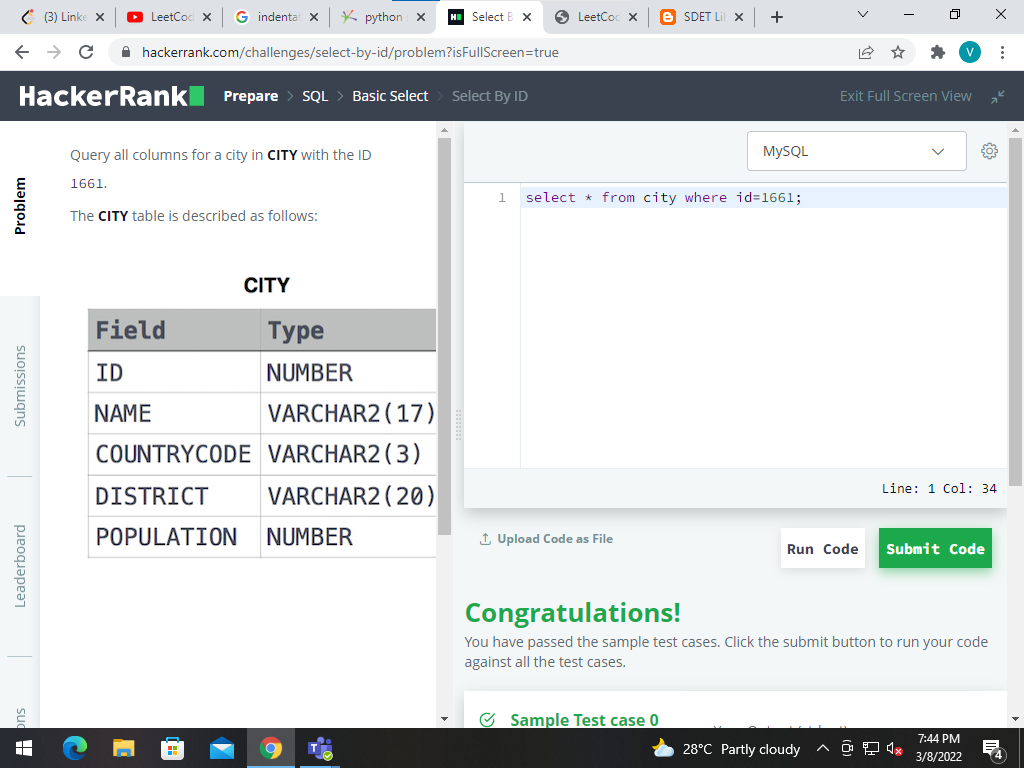 (3) Linke
LeetCod
indentat
python
Select B
LeetCod
SDET Li
hackerrank.com/challenges/select-by-id/problem?isFullScreen=true
V
HackerRank
Prepare > SQL > Basic Select > Select By ID
Exit Full Screen View
Problem
Submissions
Leaderboard
Query all columns for a city in CITY with the ID
1661.
The CITY table is described as follows:
CITY
Field Type
ID NUMBER
NAME VARCHAR2(17)
COUNTRYCODE VARCHAR2(3)
DISTRICT VARCHAR2(20)
POPULATION NUMBER
MySQL
1 select * from city where id=1661;
Line: 1 Col: 34
Upload Code as File
Run Code
Submit Code
Congratulations!
You have passed the sample test cases. Click the submit button to run your code
against all the test cases.
Sample Test case 0
28°C Partly cloudy
7:44 PM
3/8/2022
4